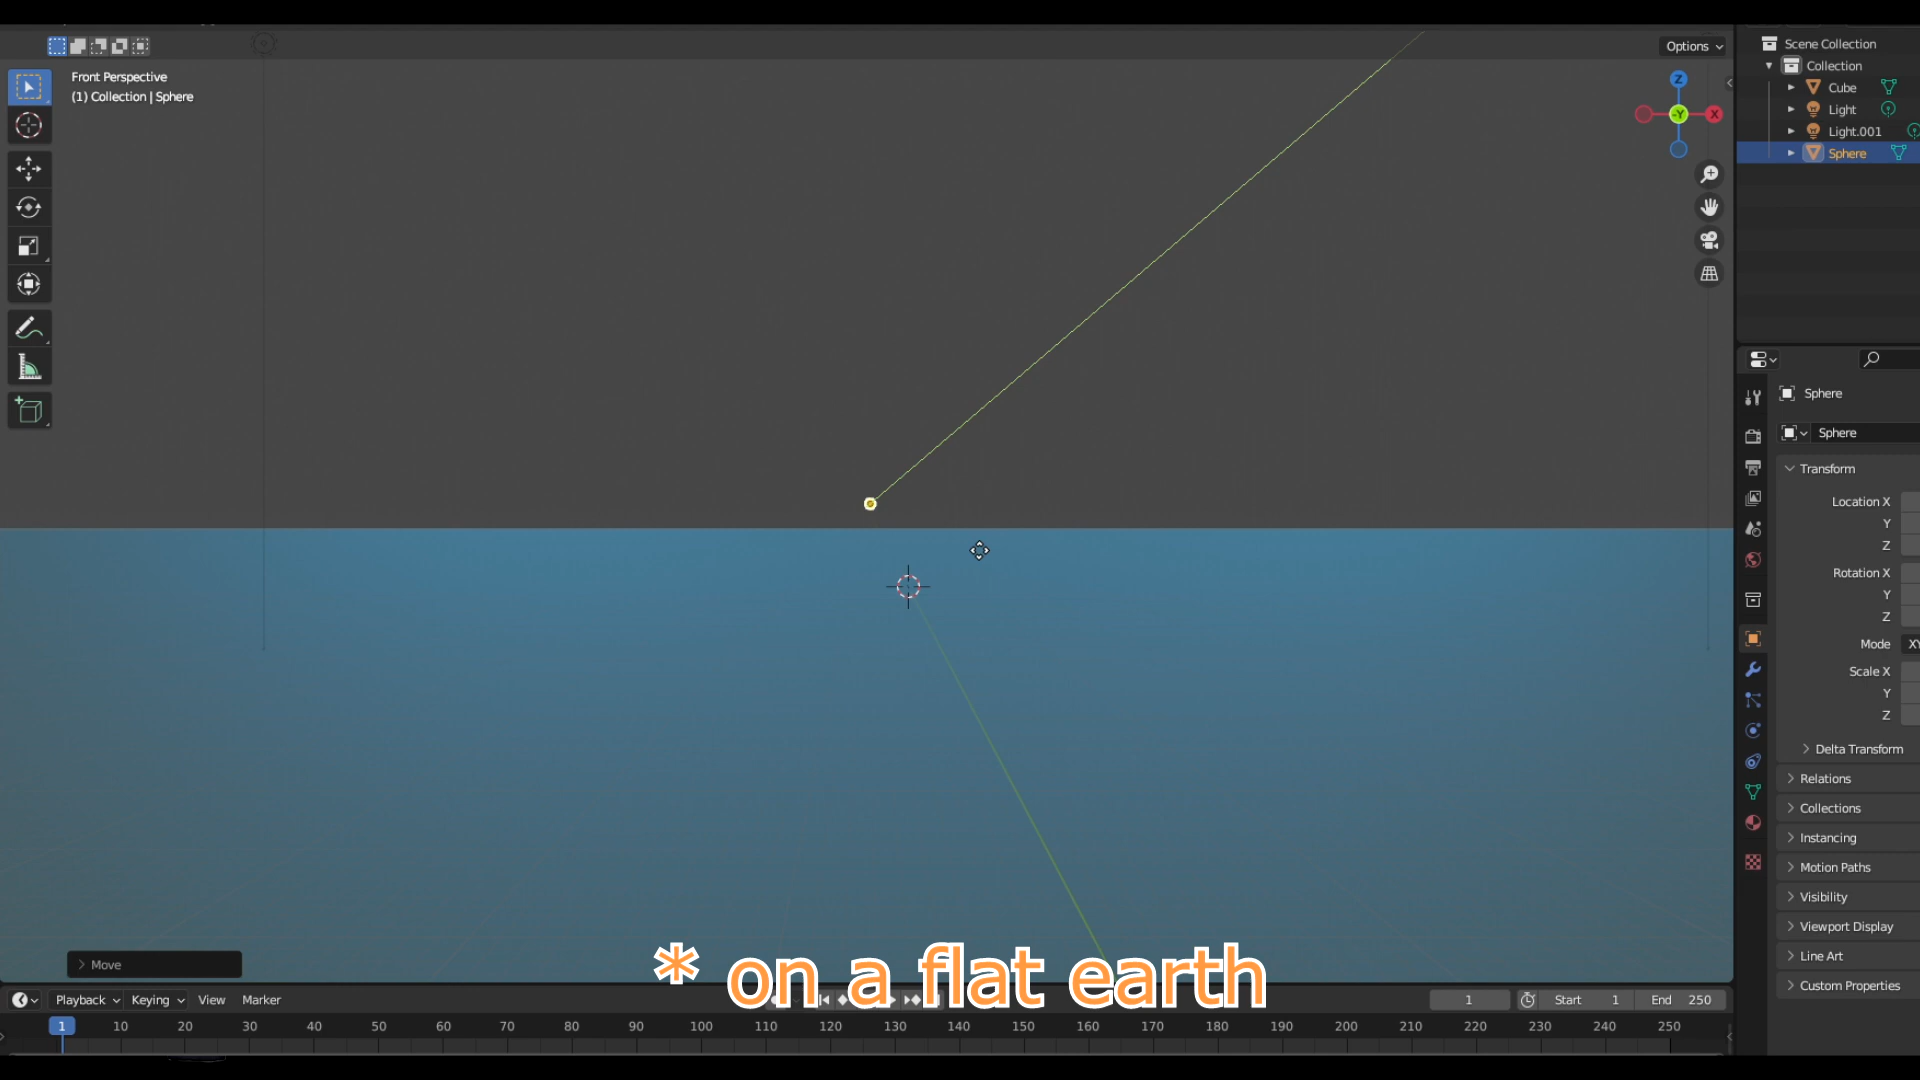 Options
Front Perspective
(1) Collection | Sphere
Z
-Y
X
Scene Collection
Collection
Cube
Light
Light.001
Sphere
Sphere
Sphere
Transform
Location X
Y
Z
Rotation X
Y
Z
Mode XY
Scale X
Y
Z
Delta Transform
Relations
Collections
Instancing
Motion Paths
Visibility
Viewport Display
Line Art
Custom Properties
Move
* on a flat earth
Playback Keying View Marker
1 Start 1 End 250
1 10 20 30 40 50 60 70 80 90 100 110 120 130 140 150 160 170 180 190 200 210 220 230 240 250